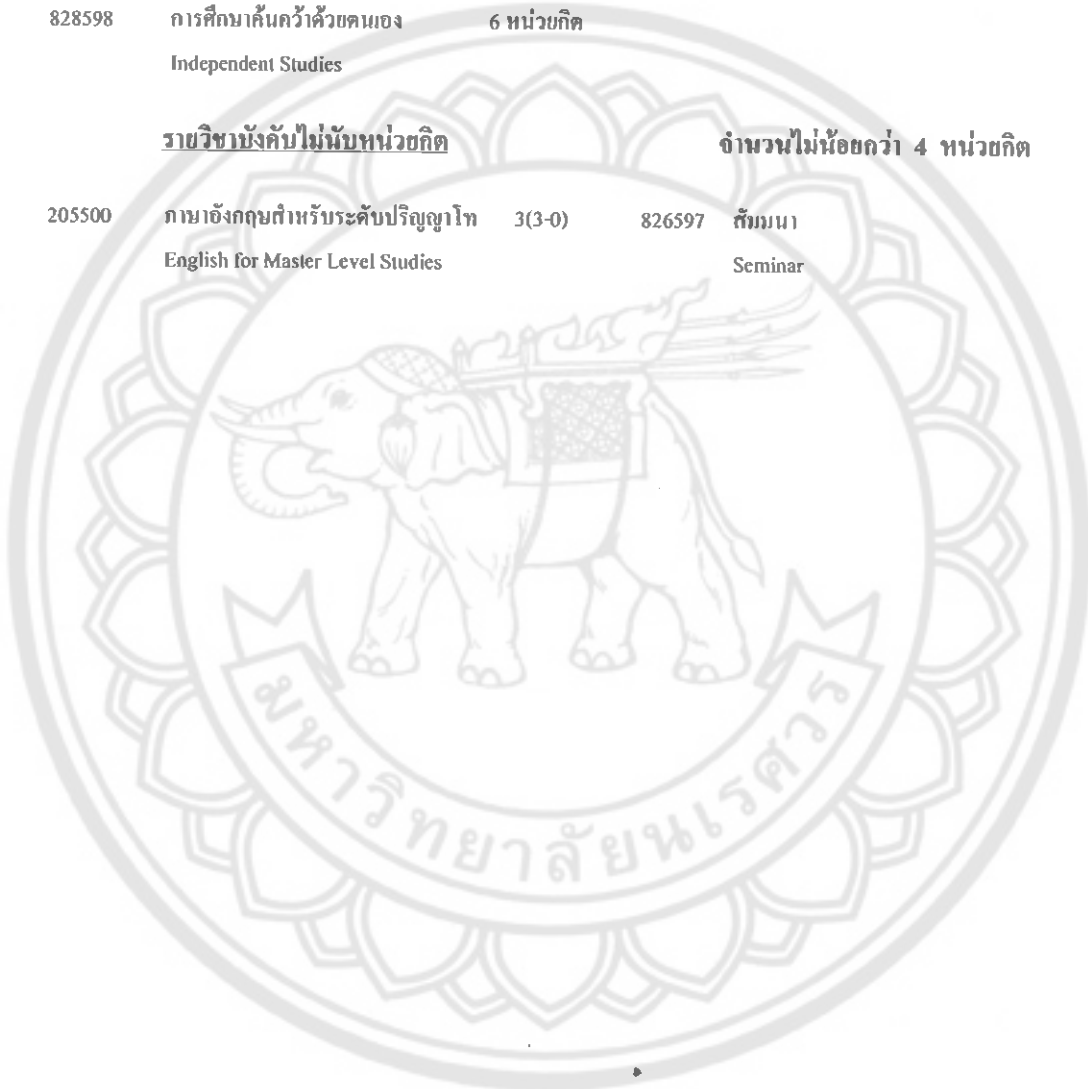 828598 การศึกษาค้นคว้าด้วยตนเอง 6 หน่วยกิต
Independent Studies
รายวิชาบังคับไม่นับหน่วยกิต จำนวนไม่น้อยกว่า 4 หน่วยกิต
205500 ภาษาอังกฤษสำหรับระดับปริญญาโท 3(3-0) 826597 สัมมนา
English for Master Level Studies Seminar
มหาวิทยาลัยนเรศวร